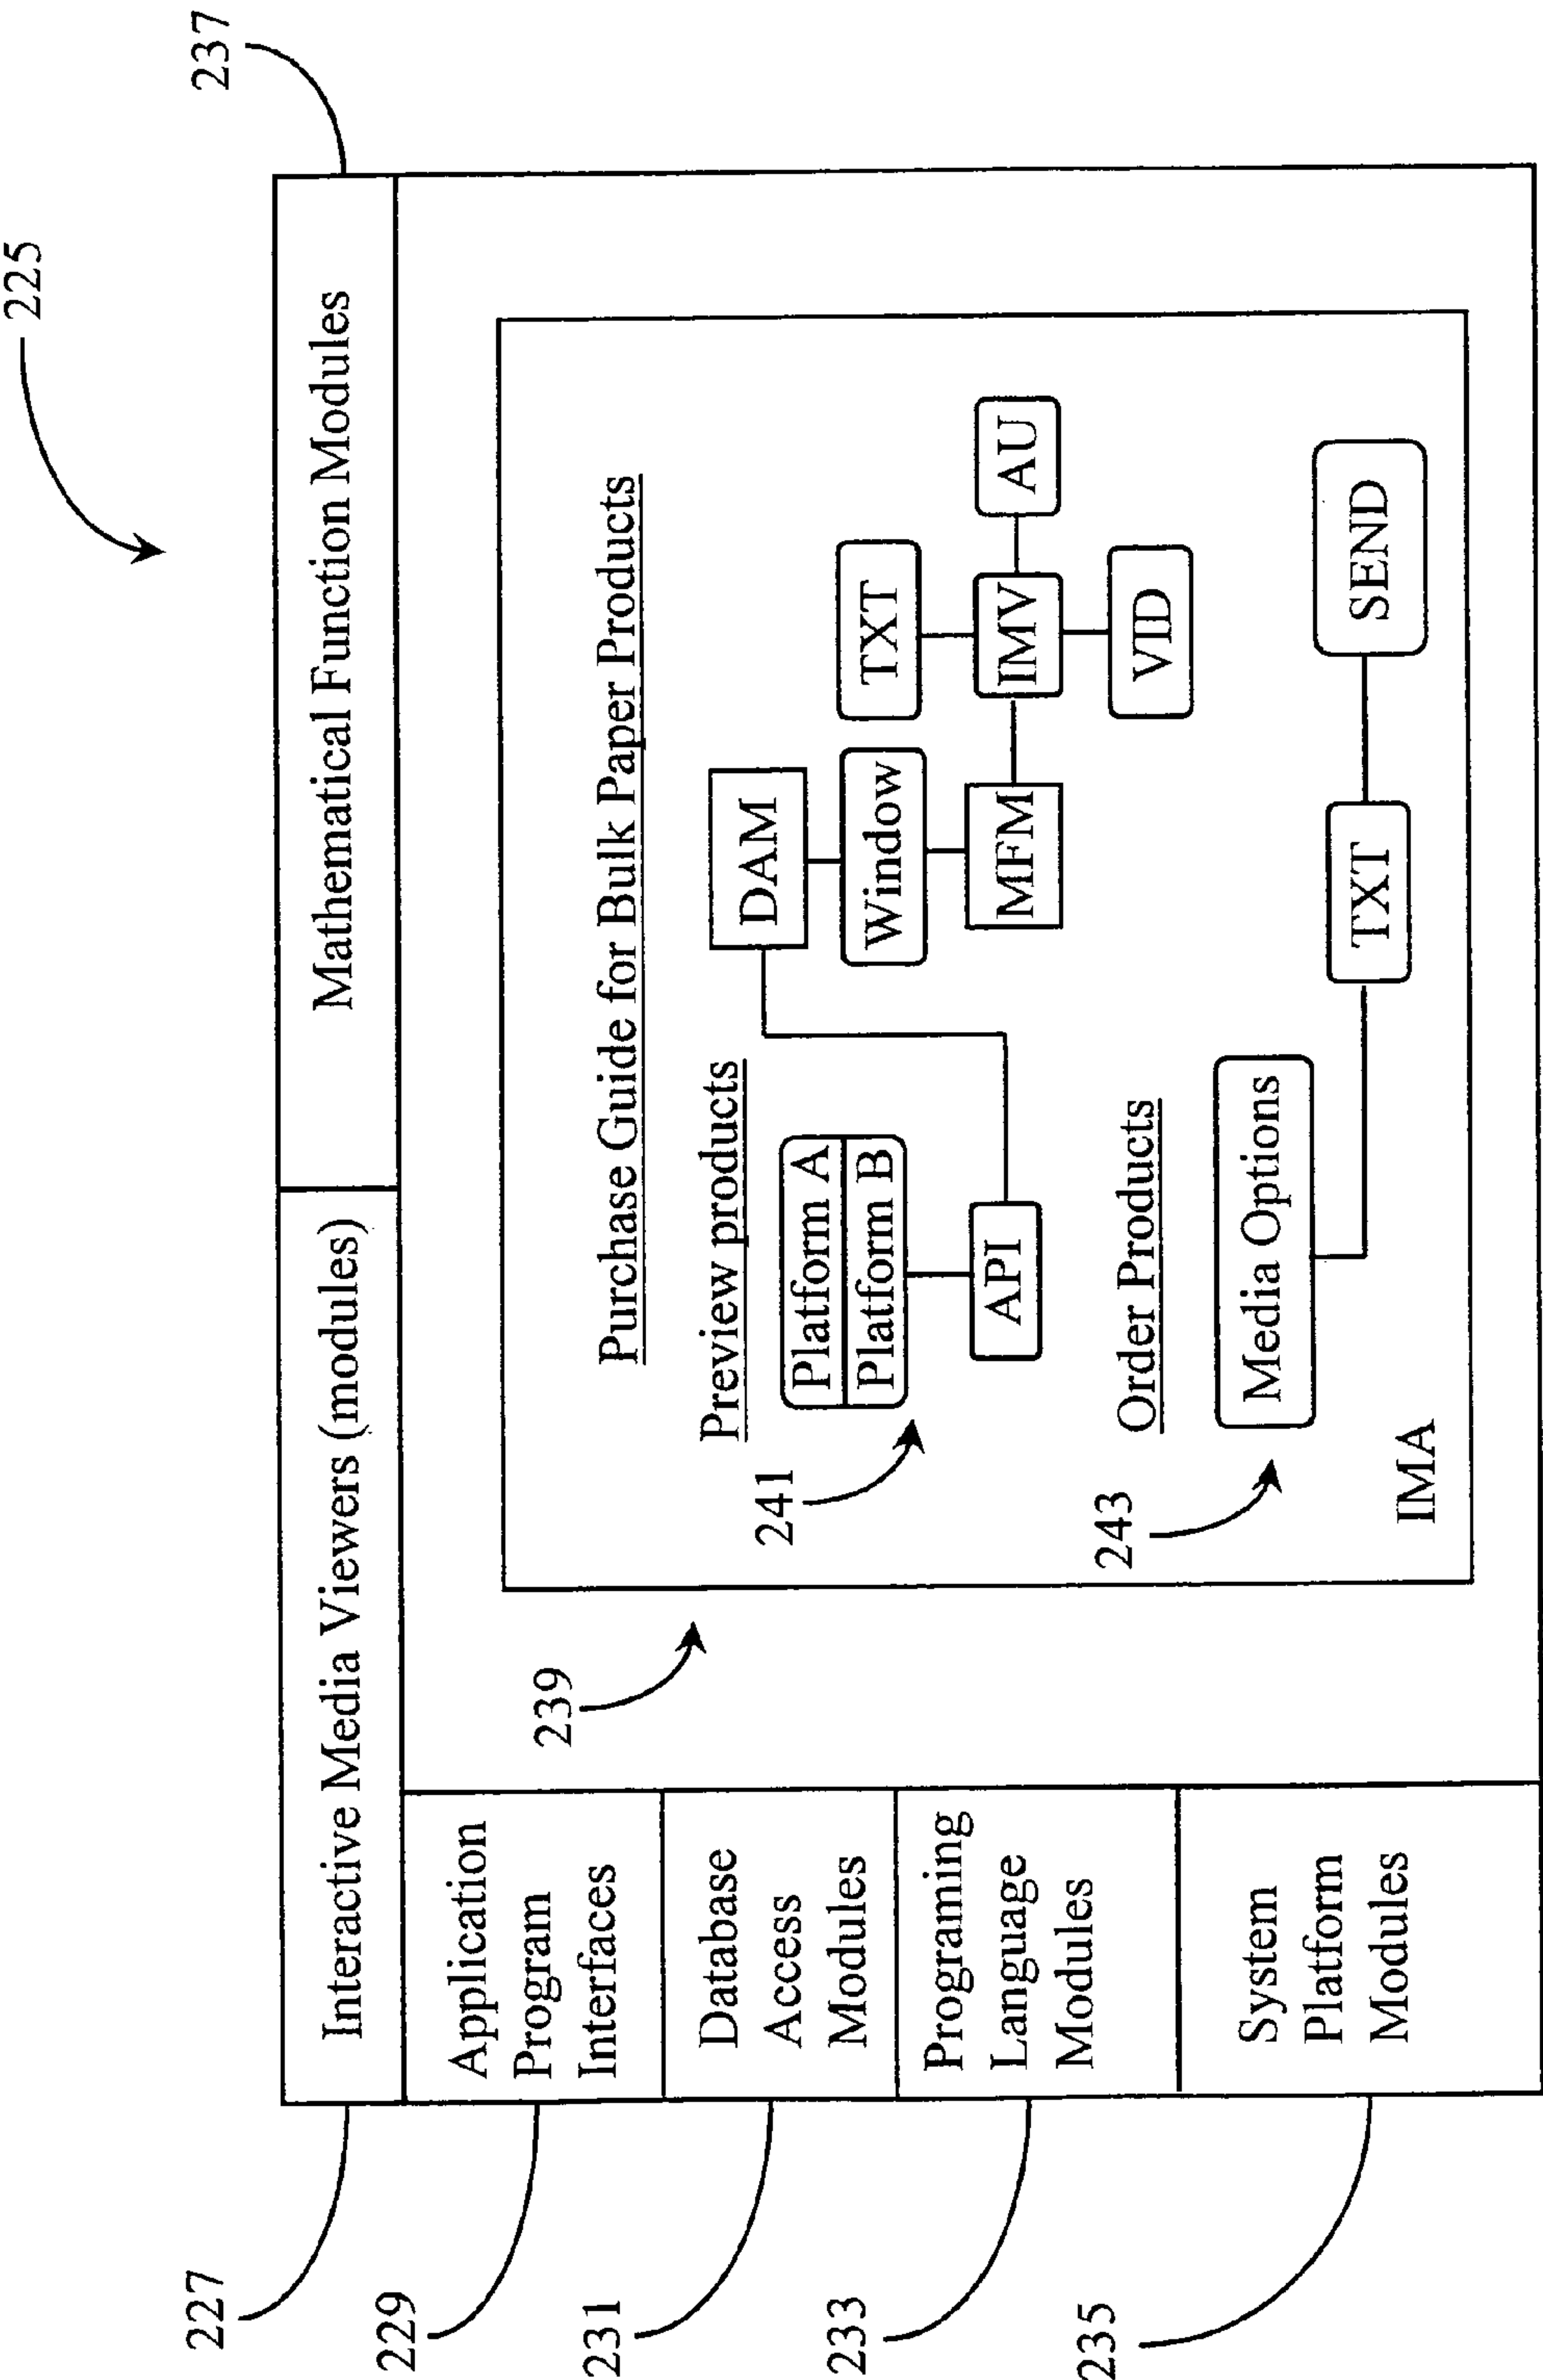 225
237
227
Interactive Media Viewers (modules)
Mathematical Function Modules
229
Application
Program
Interfaces
231
Database
Access
Modules
233
Programing
Language
Modules
235
System
Platform
Modules
239
Purchase Guide for Bulk Paper Products
Preview products
241
Platform A
Platform B
API
DAM
Window
MFM
TXT
IMV
AU
VID
243
Order Products
Media Options
TXT
SEND
IMA